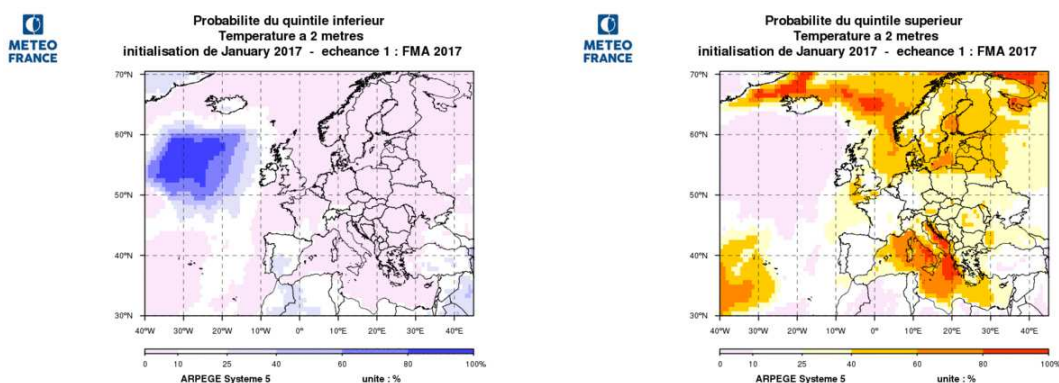 METEO
FRANCE
Probabilite du quintile inferieur
Temperature a 2 metres
initialisation de January 2017 - echeance 1 : FMA 2017
70°N
60°N
50°N
40°N
30°N
40°W 30°W 20°W 10°W 0° 10°E 20°E 30°E 40°E
0 10 25 40 60 80 100%
ARPEGE Systeme 5 unite : %
METEO
FRANCE
Probabilite du quintile superieur
Temperature a 2 metres
initialisation de January 2017 - echeance 1 : FMA 2017
70°N
60°N
50°N
40°N
30°N
40°W 30°W 20°W 10°W 0° 10°E 20°E 30°E 40°E
0 10 25 40 60 80 100%
ARPEGE Systeme 5 unite : %